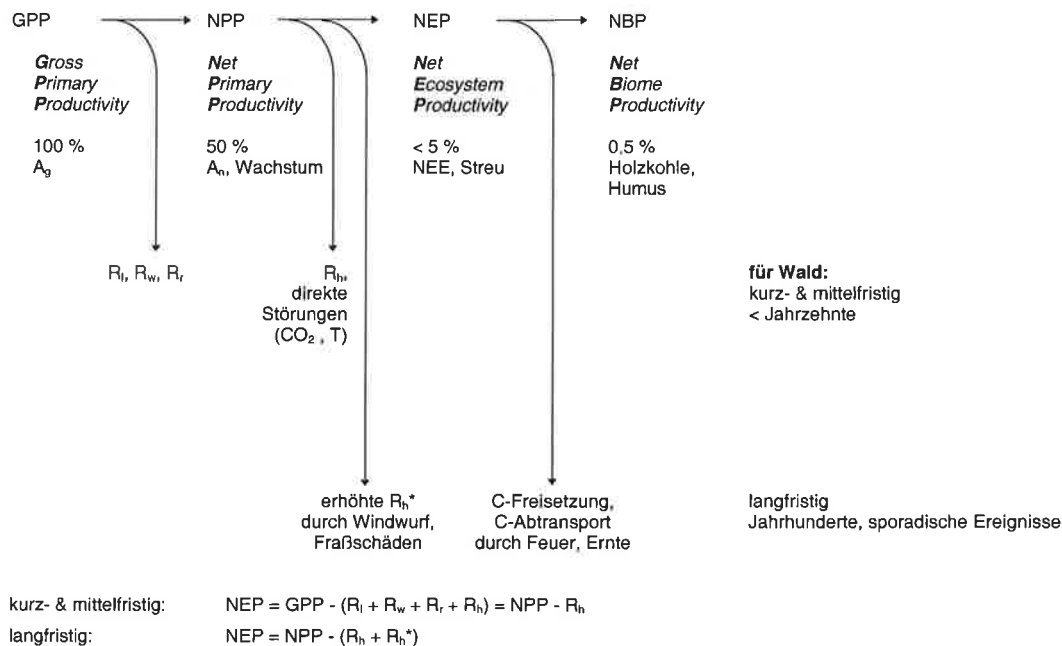 GPP NPP NEP NBP
Gross Net Net Net
Primary Primary Ecosystem Biome
Productivity Productivity Productivity Productivity
100 % 50 % < 5 % 0,5 %
Ag An, Wachstum NEE, Streu Holzkohle,
Humus
Rl, Rw, Rr Rh, für Wald:
direkte kurz- & mittelfristig
Störungen < Jahrzehnte
(CO₂, T)
erhöhte Rh* C-Freisetzung, langfristig
durch Windwurf, C-Abtransport Jahrhunderte, sporadische Ereignisse
Fraßschäden durch Feuer, Ernte
kurz- & mittelfristig: NEP = GPP - (Rl + Rw + Rr + Rh) = NPP - Rh
langfristig: NEP = NPP - (Rh + Rh*)